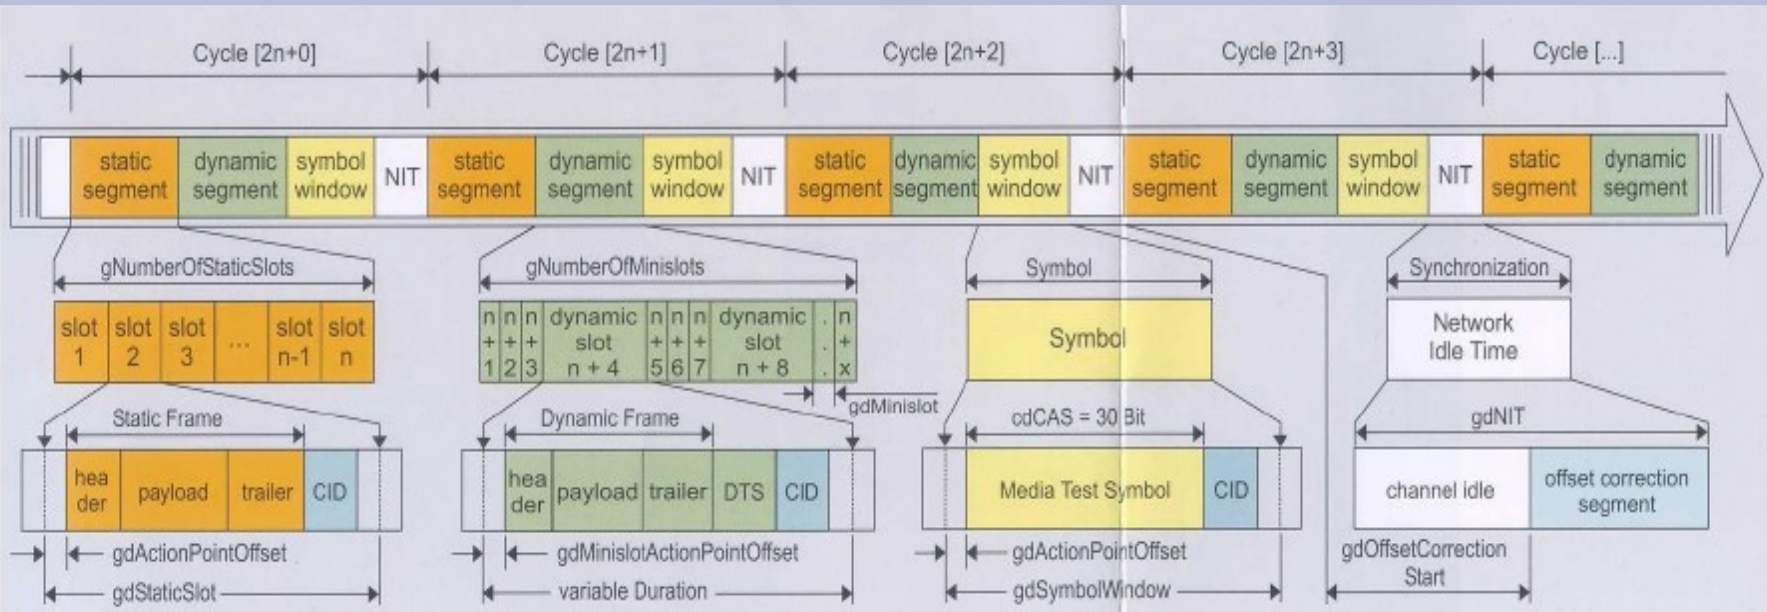 Cycle [2n+0]
Cycle [2n+1]
Cycle [2n+2]
Cycle [2n+3]
Cycle [...]
static
segment
dynamic
segment
symbol
window
NIT
static
segment
dynamic
segment
symbol
window
NIT
static
segment
dynamic
segment
symbol
window
NIT
static
segment
dynamic
segment
symbol
window
NIT
static
segment
dynamic
segment
gNumberOfStaticSlots
gNumberOfMinislots
Symbol
Synchronization
slot
1
slot
2
slot
3
...
slot
n-1
slot
n
n
+
1
n
+
2
n
+
3
dynamic
slot
n + 4
n
+
5
n
+
6
n
+
7
dynamic
slot
n + 8
.
.
.
n
+
x
Symbol
Network
Idle Time
gdMinislot
Static Frame
Dynamic Frame
cdCAS = 30 Bit
gdNIT
hea
der
payload
trailer
CID
hea
der
payload
trailer
DTS
CID
Media Test Symbol
CID
channel idle
offset correction
segment
gdActionPointOffset
gdMinislotActionPointOffset
gdActionPointOffset
gdOffsetCorrection
Start
gdStaticSlot
variable Duration
gdSymbolWindow